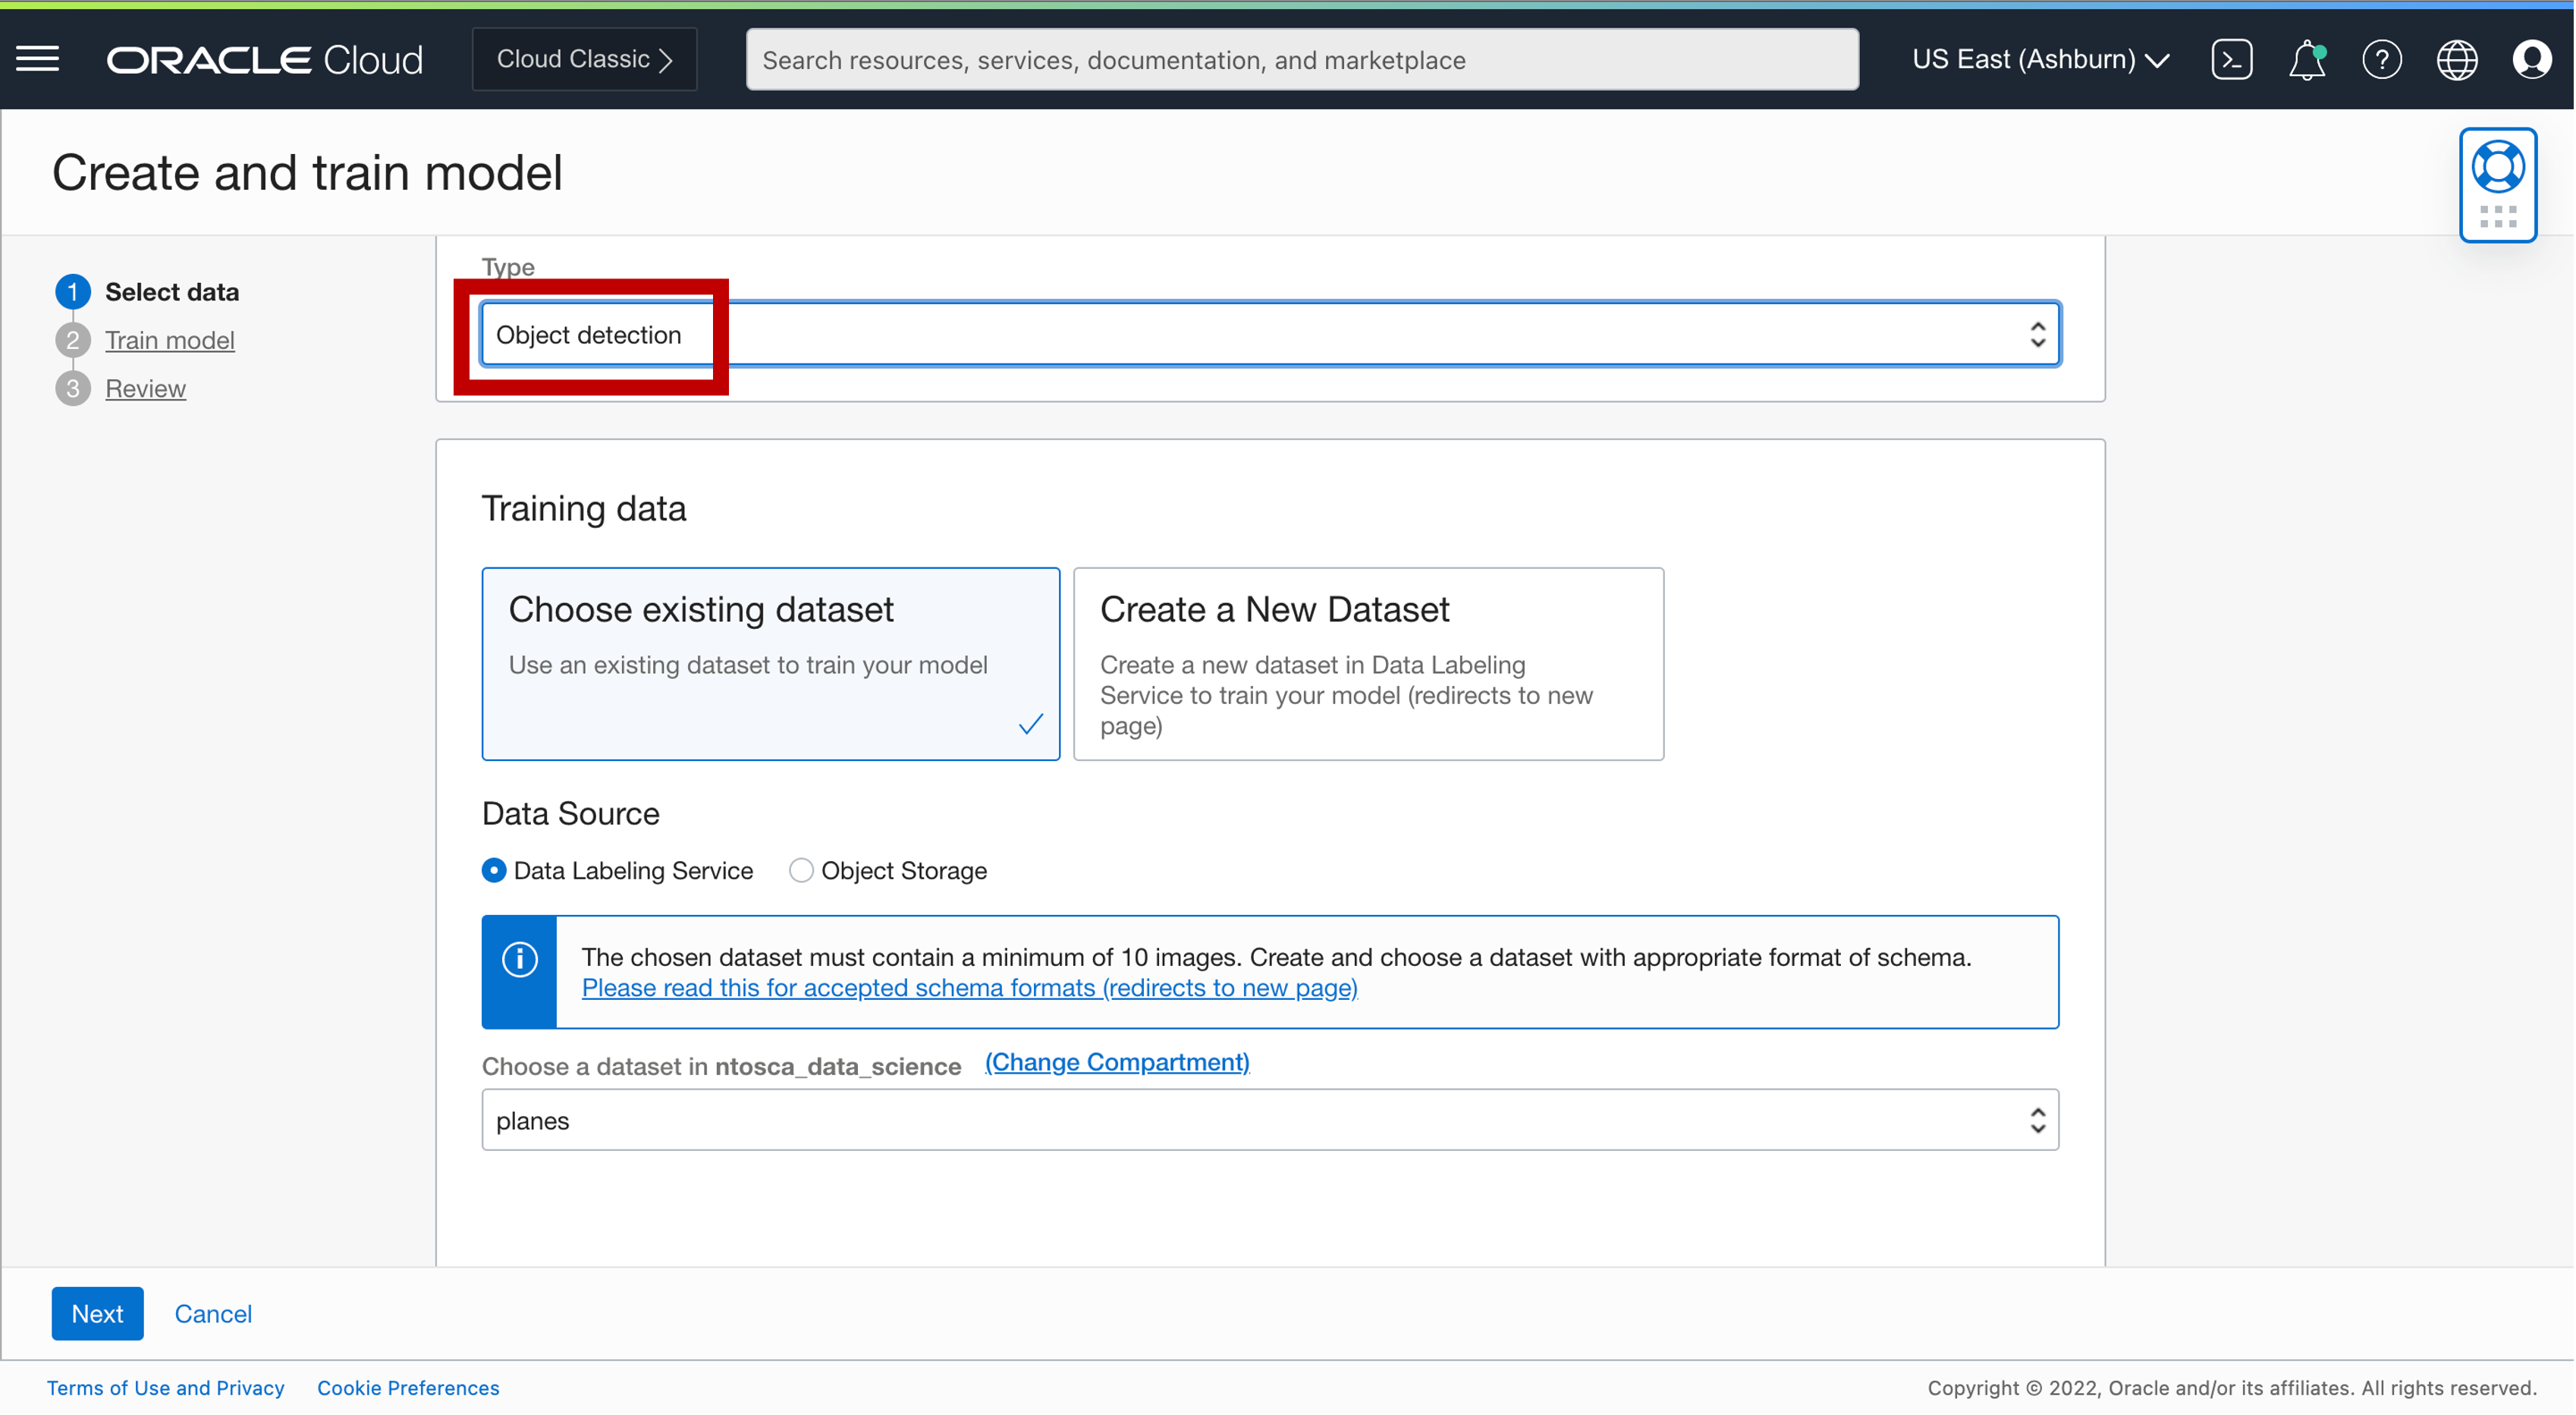 ORACLE Cloud
Cloud Classic
Search resources, services, documentation, and marketplace
US East (Ashburn)
Create and train model
1 Select data
2 Train model
3 Review
Type
Object detection
Training data
Choose existing dataset
Use an existing dataset to train your model
Create a New Dataset
Create a new dataset in Data Labeling
Service to train your model (redirects to new
page)
Data Source
Data Labeling Service
Object Storage
The chosen dataset must contain a minimum of 10 images. Create and choose a dataset with appropriate format of schema.
Please read this for accepted schema formats (redirects to new page)
Choose a dataset in ntosca_data_science (Change Compartment)
planes
Next
Cancel
Terms of Use and Privacy
Cookie Preferences
Copyright © 2022, Oracle and/or its affiliates. All rights reserved.